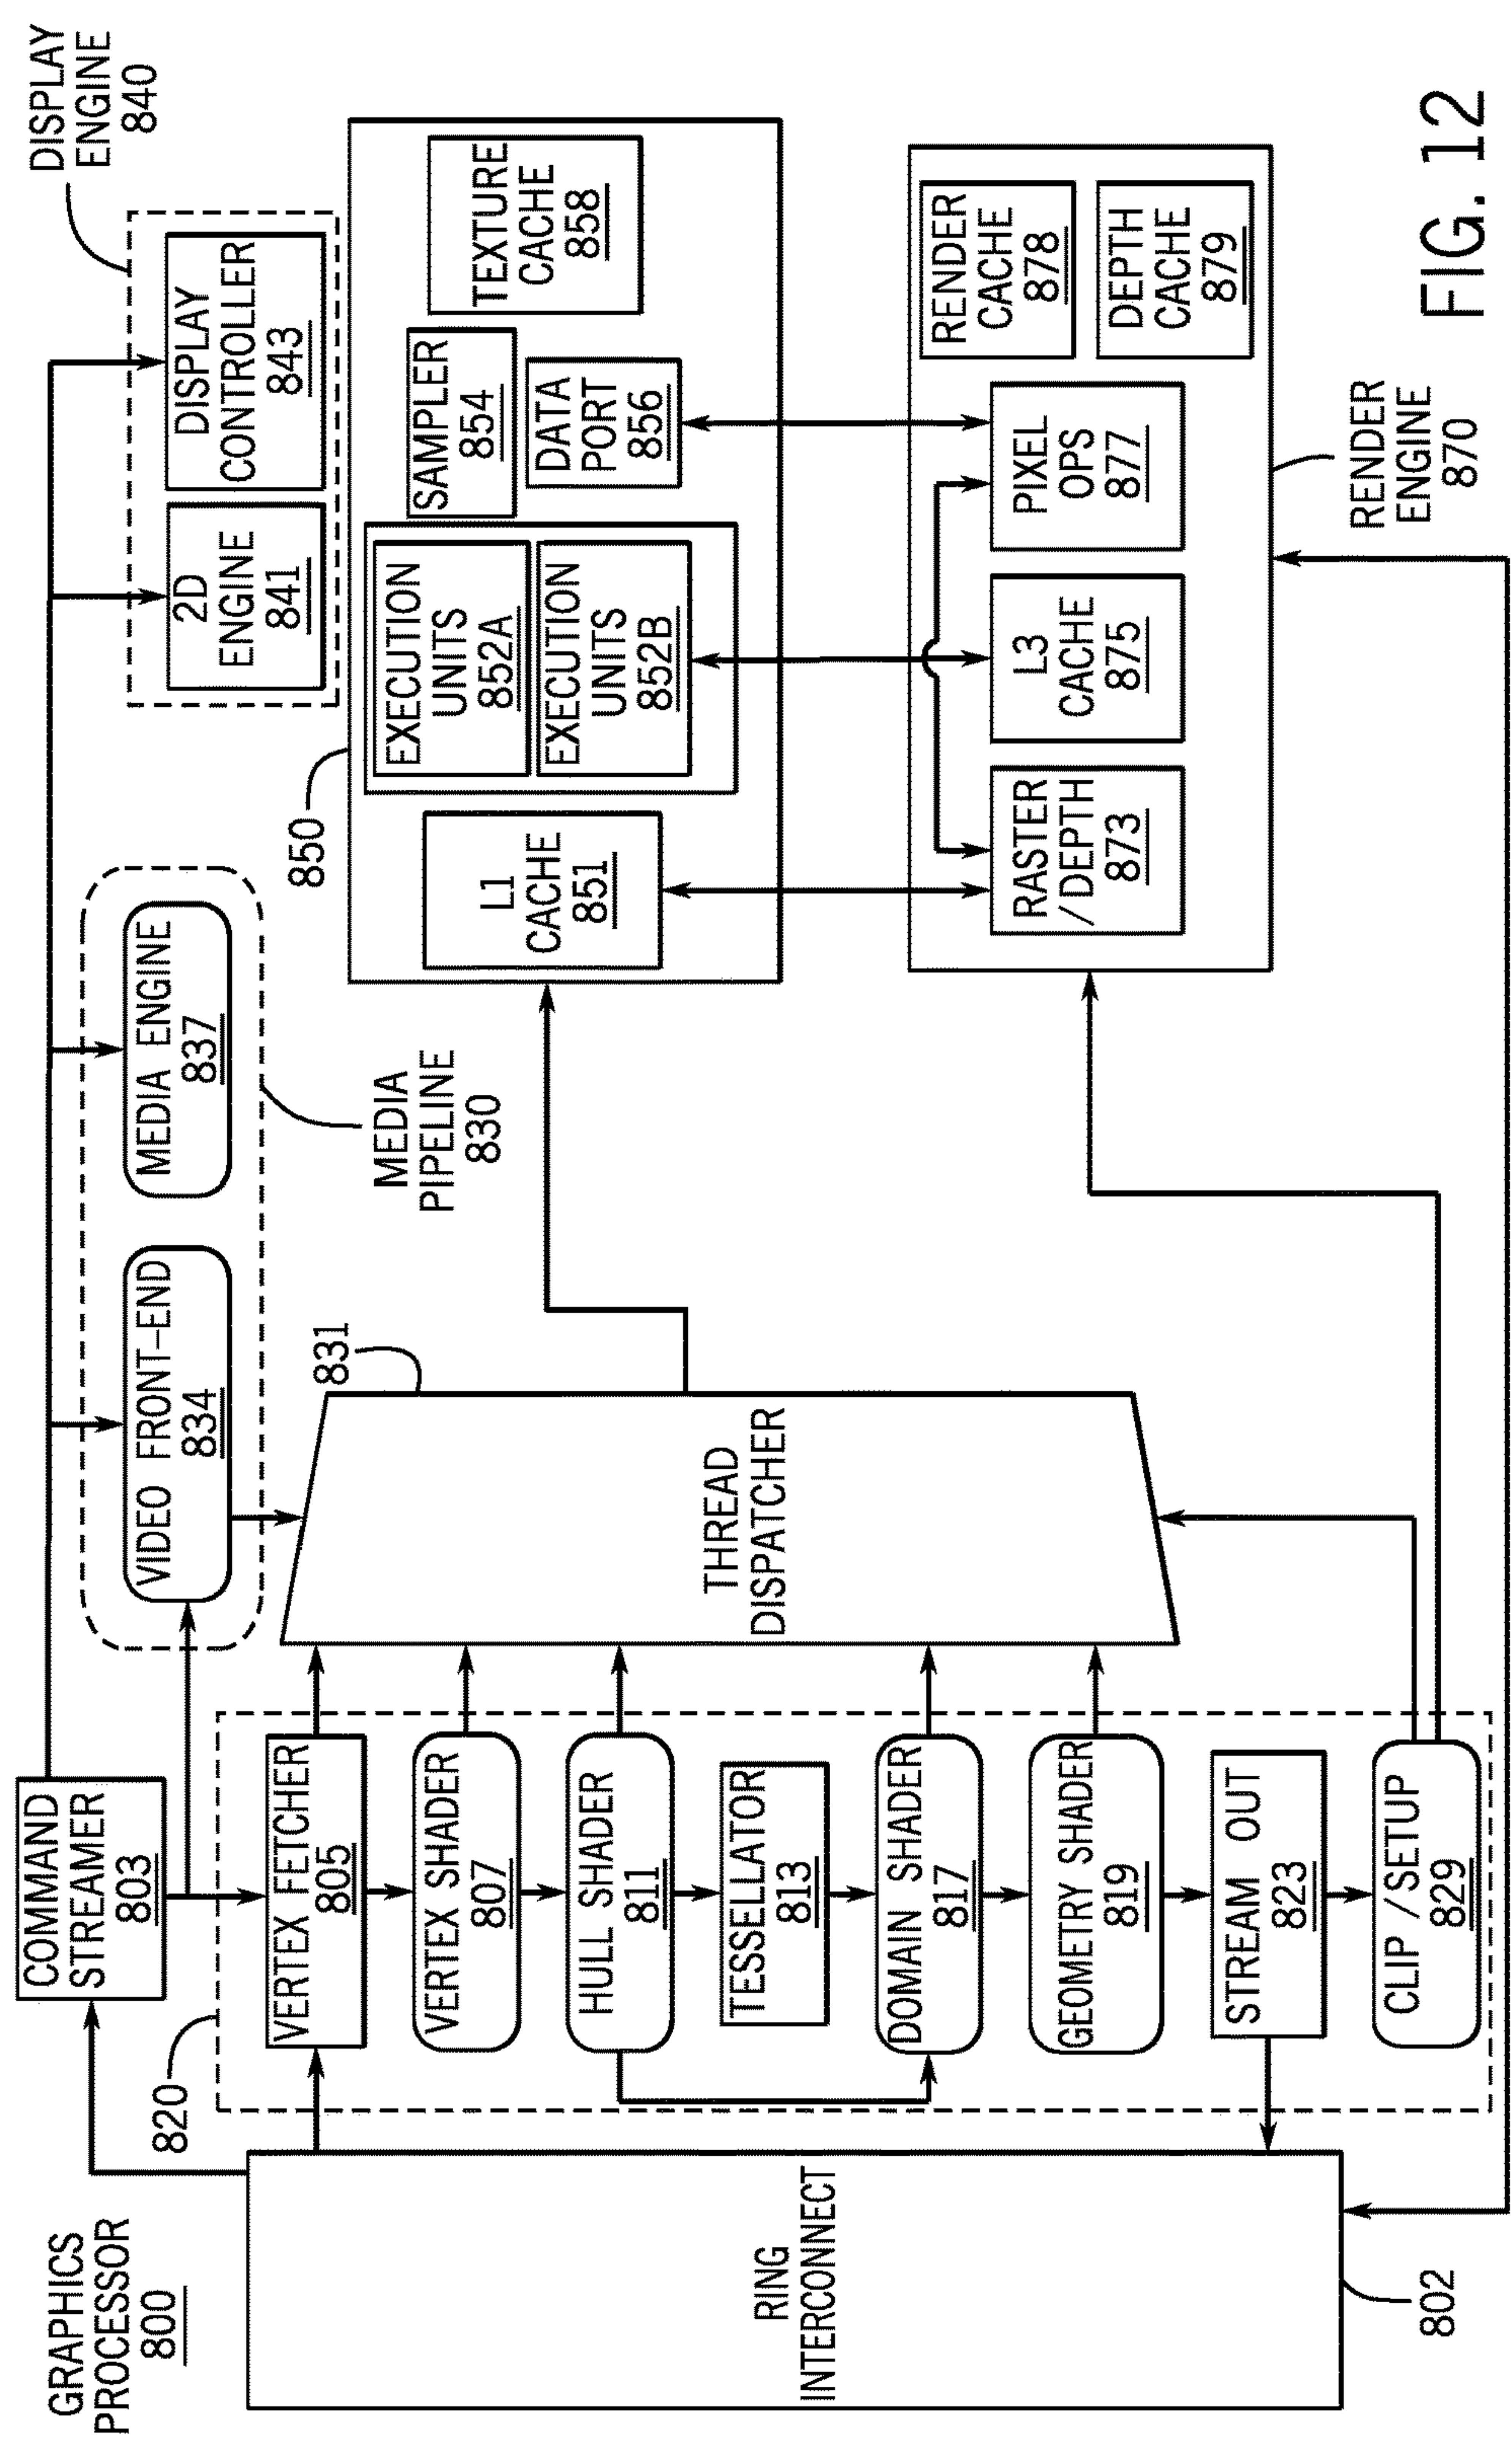 GRAPHICS
PROCESSOR
800
COMMAND
STREAMER
803
820
RING
INTERCONNECT
802
VERTEX FETCHER
805
VERTEX SHADER
807
HULL SHADER
811
TESSELLATOR
813
DOMAIN SHADER
817
GEOMETRY SHADER
819
STREAM OUT
823
CLIP /SETUP
829
VIDEO FRONT-END
834
MEDIA ENGINE
837
MEDIA
PIPELINE
830
831
THREAD
DISPATCHER
DISPLAY
ENGINE
840
2D
ENGINE
841
DISPLAY
CONTROLLER
843
850
L1
CACHE
851
EXECUTION
UNITS
852A
EXECUTION
UNITS
852B
SAMPLER
854
DATA
PORT
856
TEXTURE
CACHE
858
RASTER
/DEPTH
873
L3
CACHE
875
PIXEL
OPS
877
RENDER
CACHE
878
DEPTH
CACHE
879
RENDER
ENGINE
870
FIG. 12